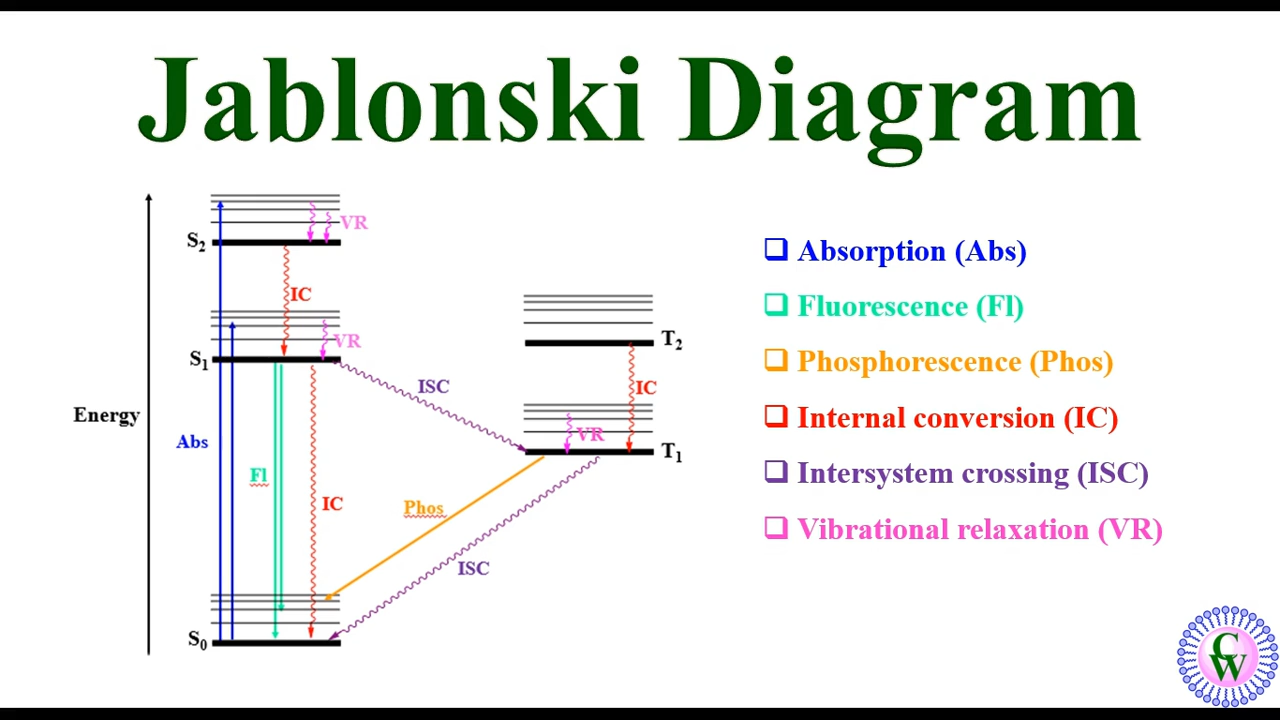 Jablonski Diagram
VR
S2
IC
VR
S1
T2
ISC
IC
Energy
VR
T1
Abs
Fl
IC
Phos
ISC
S0
❑ Absorption (Abs)
❑ Fluorescence (Fl)
❑ Phosphorescence (Phos)
❑ Internal conversion (IC)
❑ Intersystem crossing (ISC)
❑ Vibrational relaxation (VR)
C
W